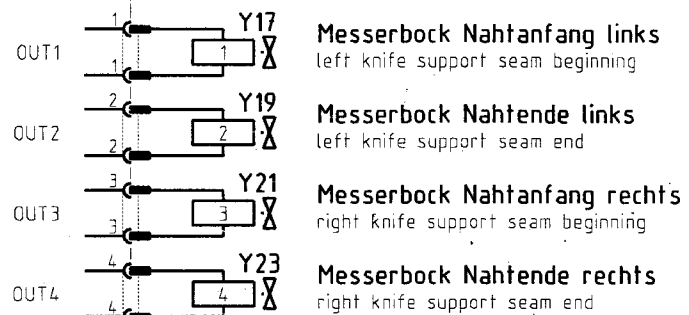 1 Y17 Messerbock Nahtanfang links
OUT1 1 left knife support seam beginning
1
2 Y19 Messerbock Nahtende links
OUT2 2 left knife support seam end
2
3 Y21 Messerbock Nahtanfang rechts
OUT3 3 right knife support seam beginning
3
4 Y23 Messerbock Nahtende rechts
OUT4 4 right knife support seam end
4